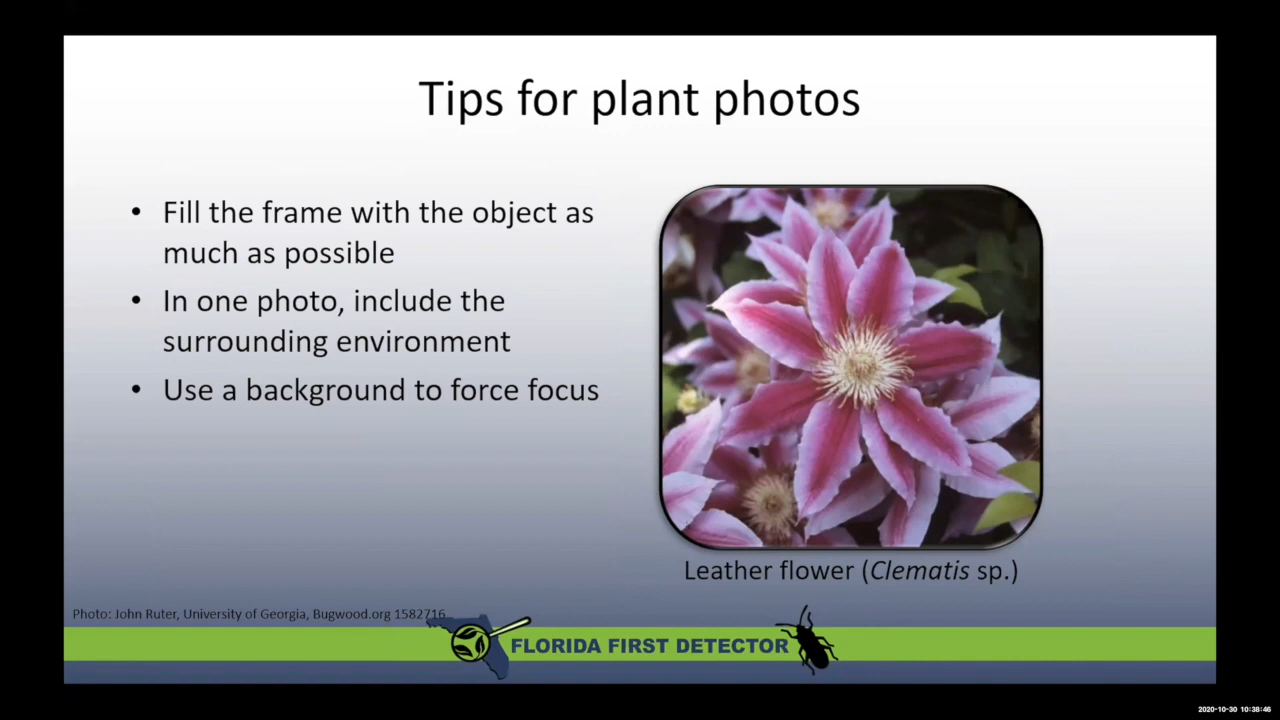 Tips for plant photos
• Fill the frame with the object as
much as possible
• In one photo, include the
surrounding environment
• Use a background to force focus
Leather flower (Clematis sp.)
Photo: John Ruter, University of Georgia, Bugwood.org 1582716
FLORIDA FIRST DETECTOR
2020-10-30 10:38:46